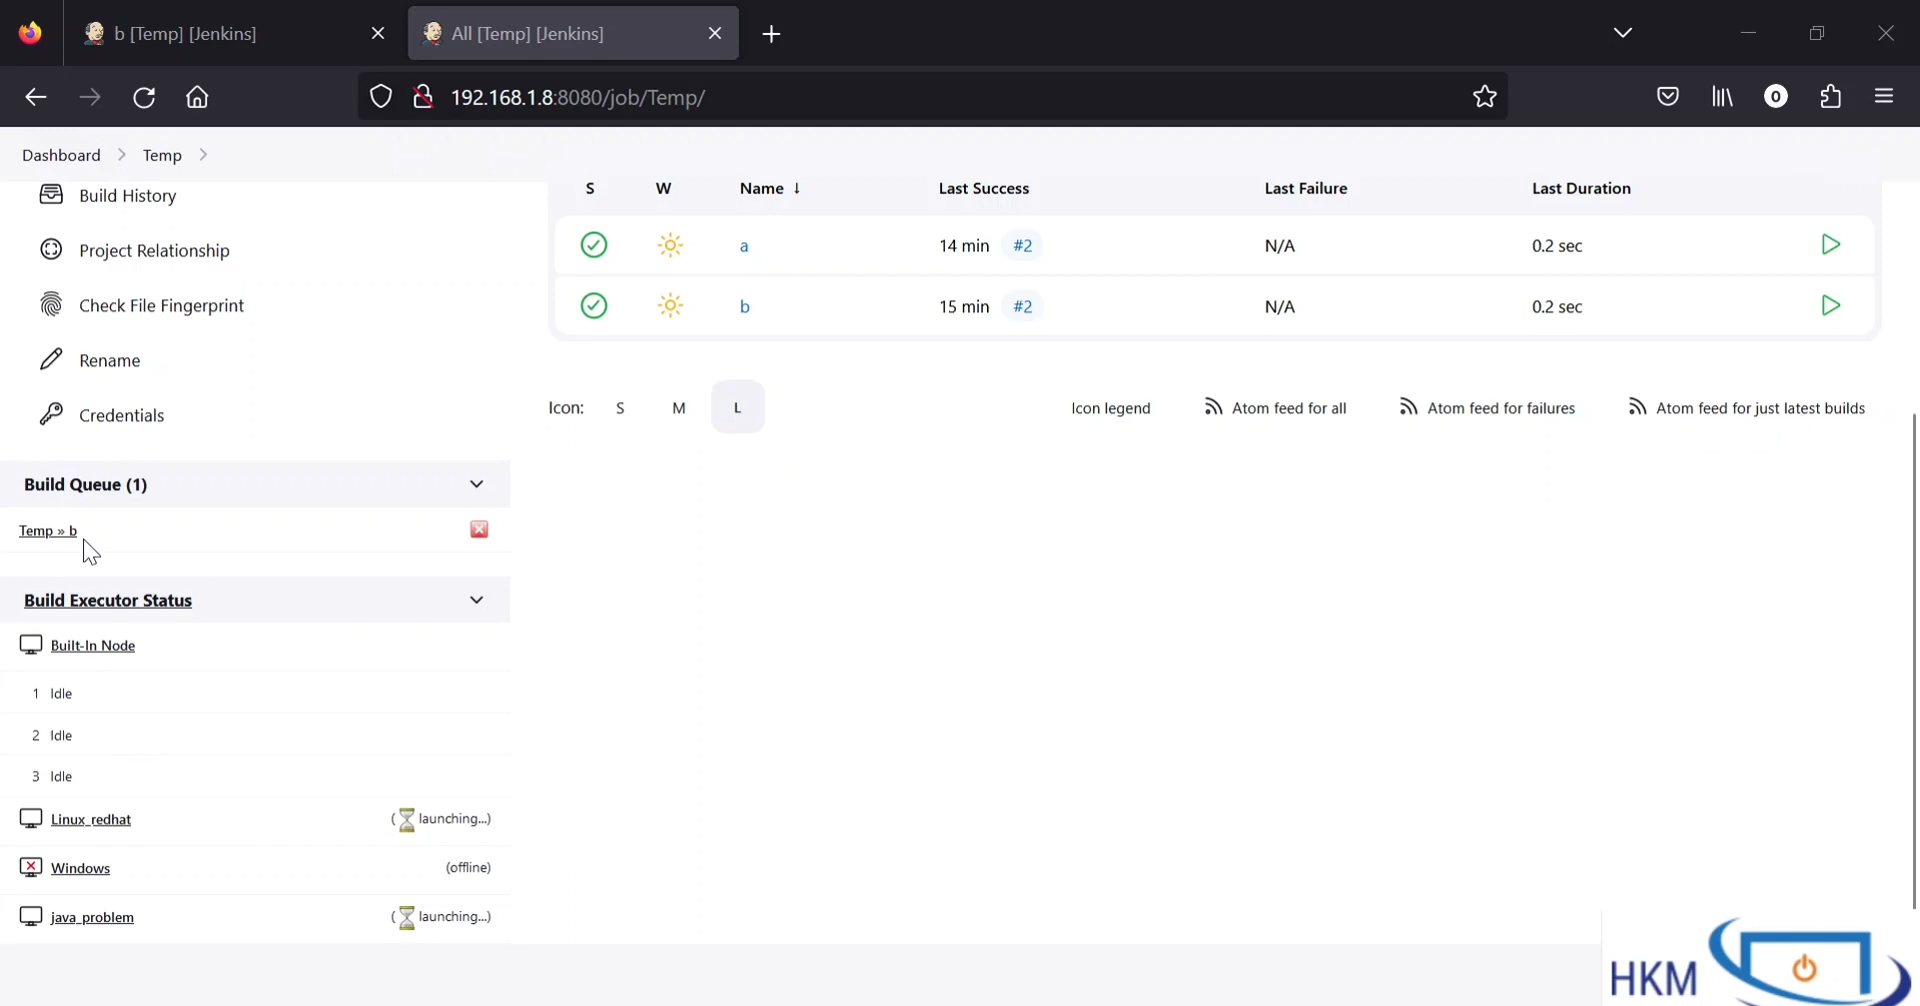 b [Temp] [Jenkins]
All [Temp] [Jenkins]
192.168.1.8:8080/job/Temp/
Dashboard
Temp
Build History
Project Relationship
Check File Fingerprint
Rename
Credentials
Build Queue (1)
Temp » b
Build Executor Status
Built-In Node
1 Idle
2 Idle
3 Idle
Linux_redhat (launching...)
Windows (offline)
java_problem (launching...)
S W Name ↓ Last Success Last Failure Last Duration
a 14 min #2 N/A 0.2 sec
b 15 min #2 N/A 0.2 sec
Icon: S M L
Icon legend Atom feed for all Atom feed for failures Atom feed for just latest builds
HKM